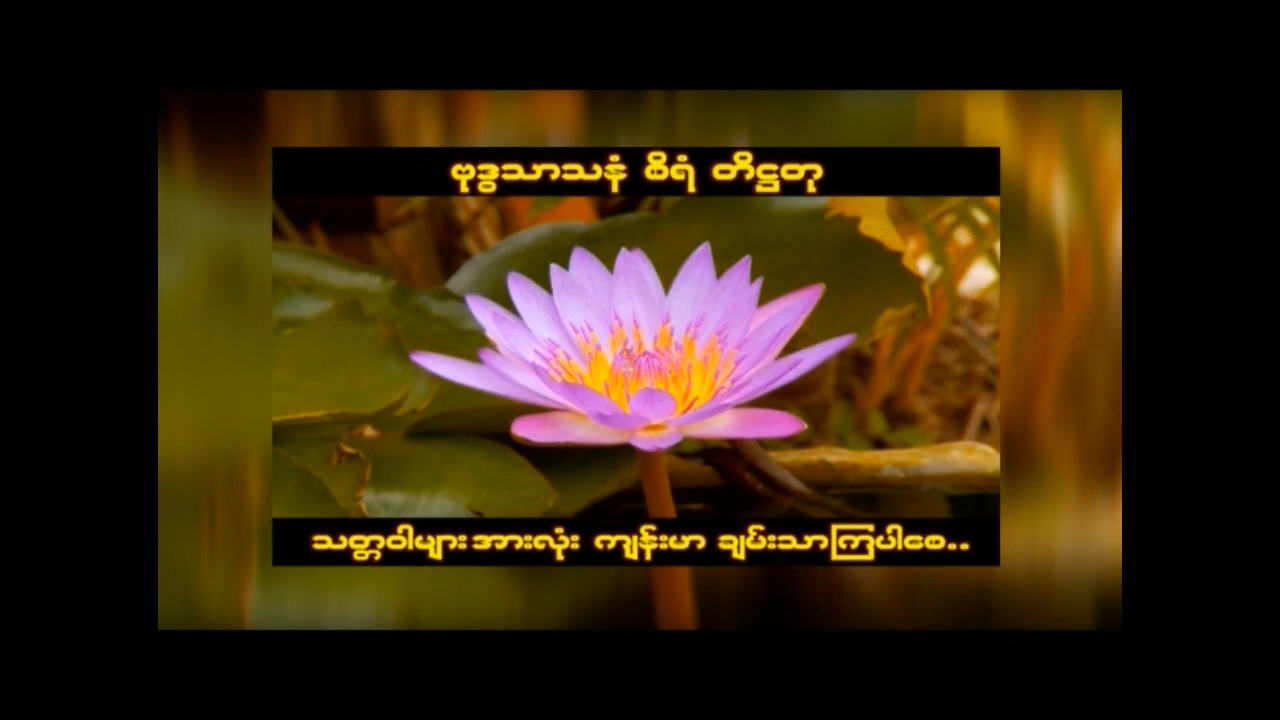 ဗုဒ္ဓသာသနံ စိရံ တိဋ္ဌတု
သတ္တဝါများအားလုံး ကျန်းမာ ချမ်းသာကြပါစေ..